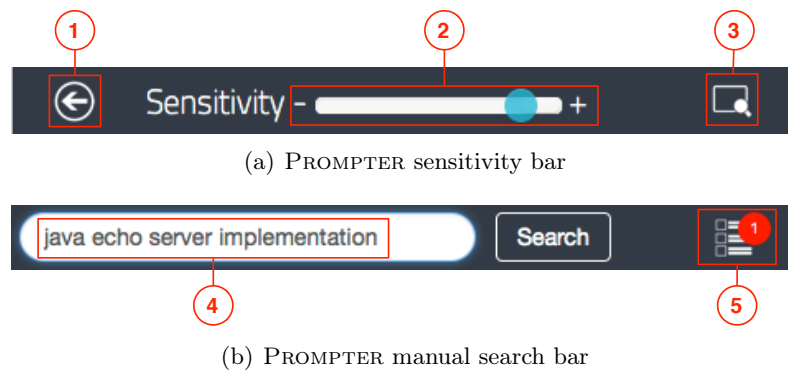 1 2 3
Sensitivity - +
(a) PROMPTER sensitivity bar
java echo server implementation Search 1
4 5
(b) PROMPTER manual search bar